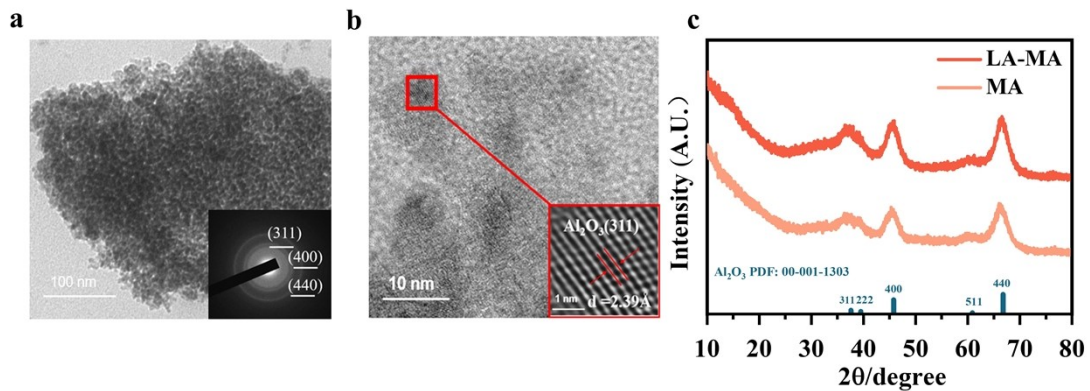 a
(311)
(400)
(440)
100 nm
b
Al₂O₃(311)
10 nm
1 nm
d =2.39Å
c
LA-MA
MA
Intensity (A.U.)
Al₂O₃ PDF: 00-001-1303
311
222
400
511
440
10 20 30 40 50 60 70 80
2θ/degree